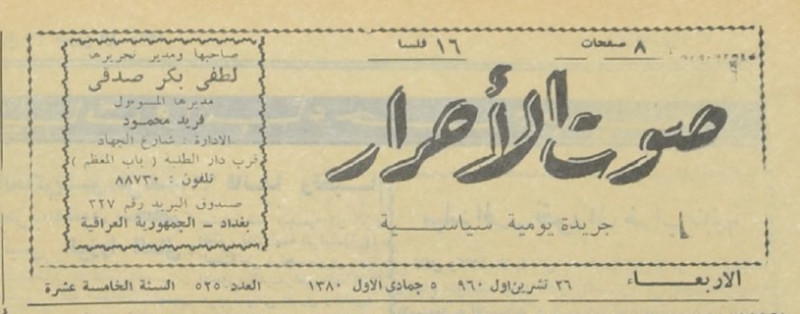 ٨ صفحات
١٦ فلسا
صوت الأحرار
جريدة يومية سياسية
صاحبها ومدير تحريرها
لطفي بكر صدقي
مديرها المسؤول
فريد محمود
الادارة : شارع الجهاد
قرب دار الطلبة ( باب المعظم )
تلفون : ٨٨٧٣٠
صندوق البريد رقم ٣٢٧
بغداد - الجمهورية العراقية
الاربعاء ٢٦ تشرين اول ٩٦٠ ٥ جمادى الاول ١٣٨٠ العدد ٥٢٥ السنة الخامسة عشرة